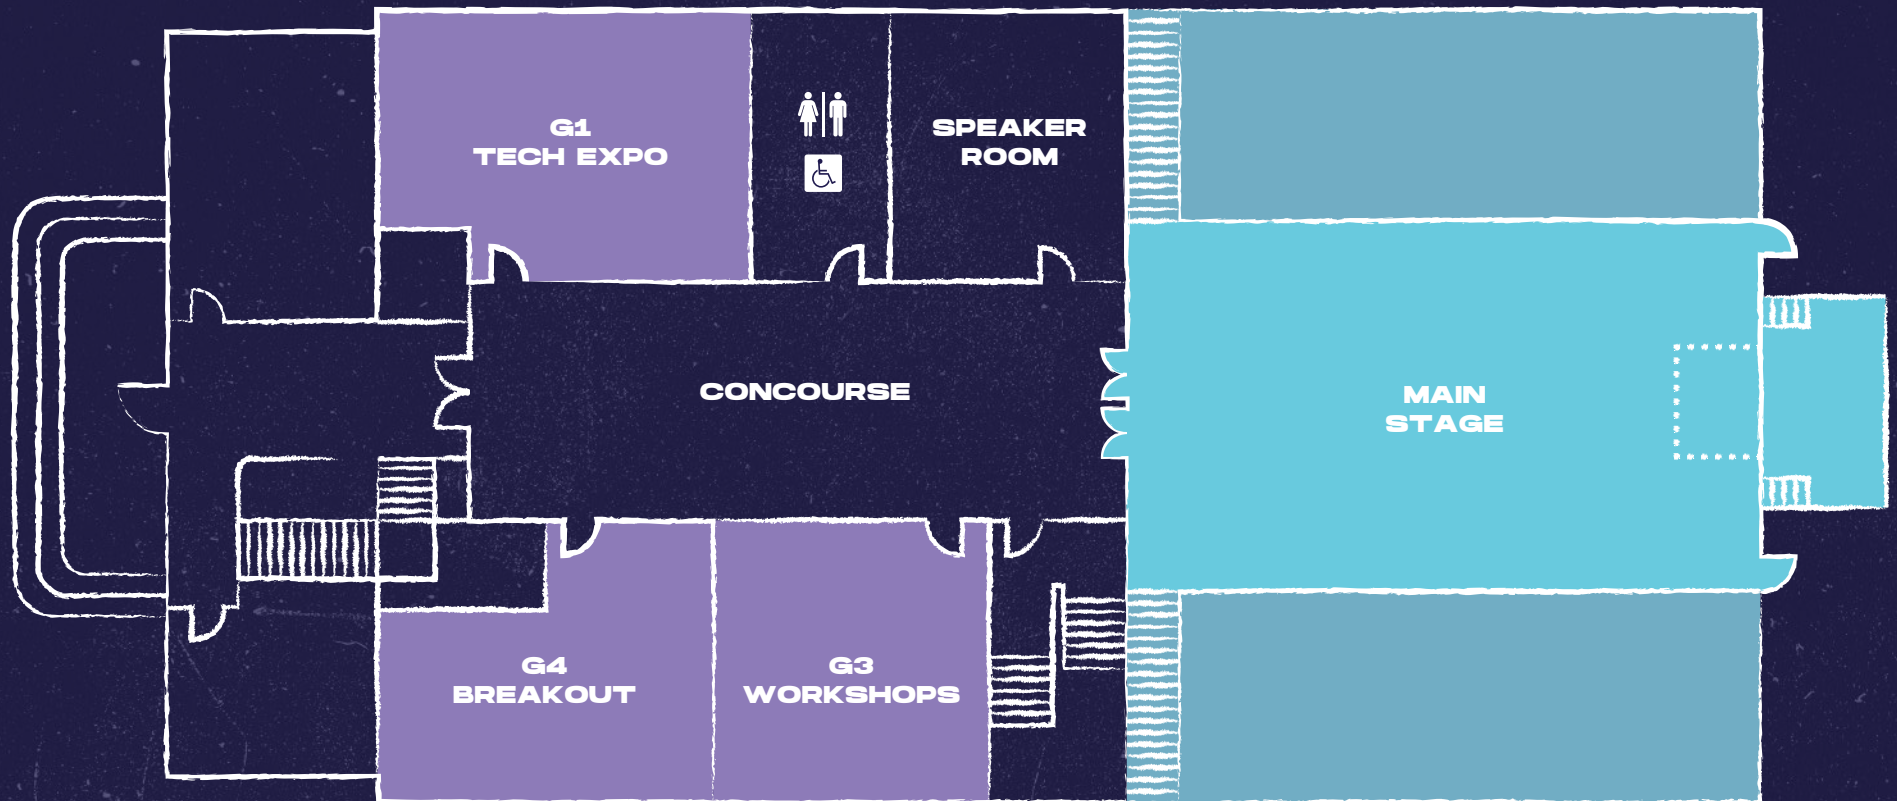 G1
TECH EXPO
SPEAKER
ROOM
CONCOURSE
MAIN
STAGE
G4
BREAKOUT
G3
WORKSHOPS